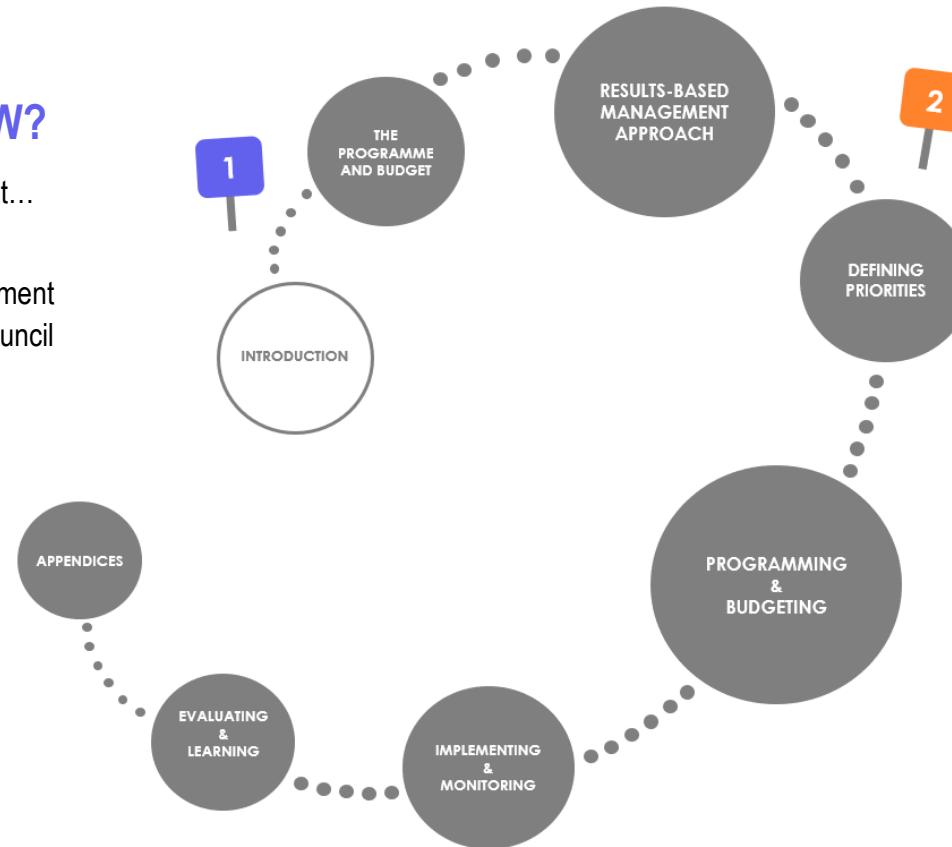 W?
t…
ment
uncil
1
INTRODUCTION
THE
PROGRAMME
AND BUDGET
RESULTS-BASED
MANAGEMENT
APPROACH
2
DEFINING
PRIORITIES
PROGRAMMING
&
BUDGETING
IMPLEMENTING
&
MONITORING
EVALUATING
&
LEARNING
APPENDICES